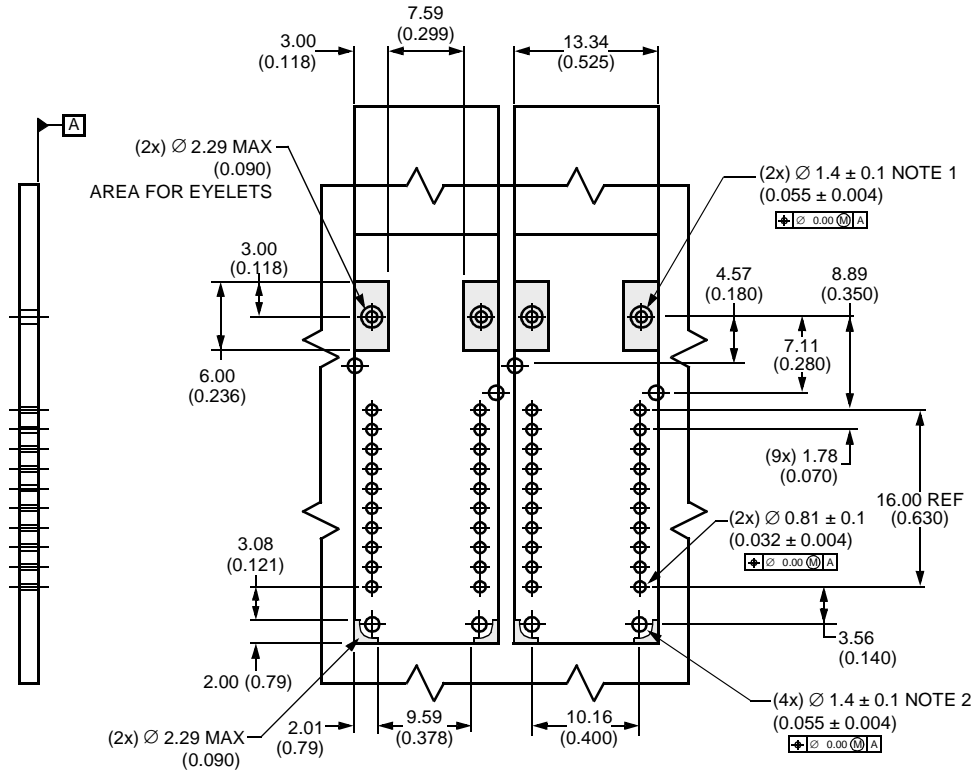 7.59
(0.299)
3.00
(0.118)
13.34
(0.525)
A
(2x) ∅ 2.29 MAX
(0.090)
AREA FOR EYELETS
(2x) ∅ 1.4 ± 0.1 NOTE 1
(0.055 ± 0.004)
⌖ ∅ 0.00 Ⓜ A
3.00
(0.118)
4.57
(0.180)
8.89
(0.350)
7.11
(0.280)
6.00
(0.236)
(9x) 1.78
(0.070)
16.00 REF
(0.630)
(2x) ∅ 0.81 ± 0.1
(0.032 ± 0.004)
⌖ ∅ 0.00 Ⓜ A
3.08
(0.121)
3.56
(0.140)
2.00 (0.79)
(4x) ∅ 1.4 ± 0.1 NOTE 2
(0.055 ± 0.004)
⌖ ∅ 0.00 Ⓜ A
2.01
(0.79)
9.59
(0.378)
10.16
(0.400)
(2x) ∅ 2.29 MAX
(0.090)